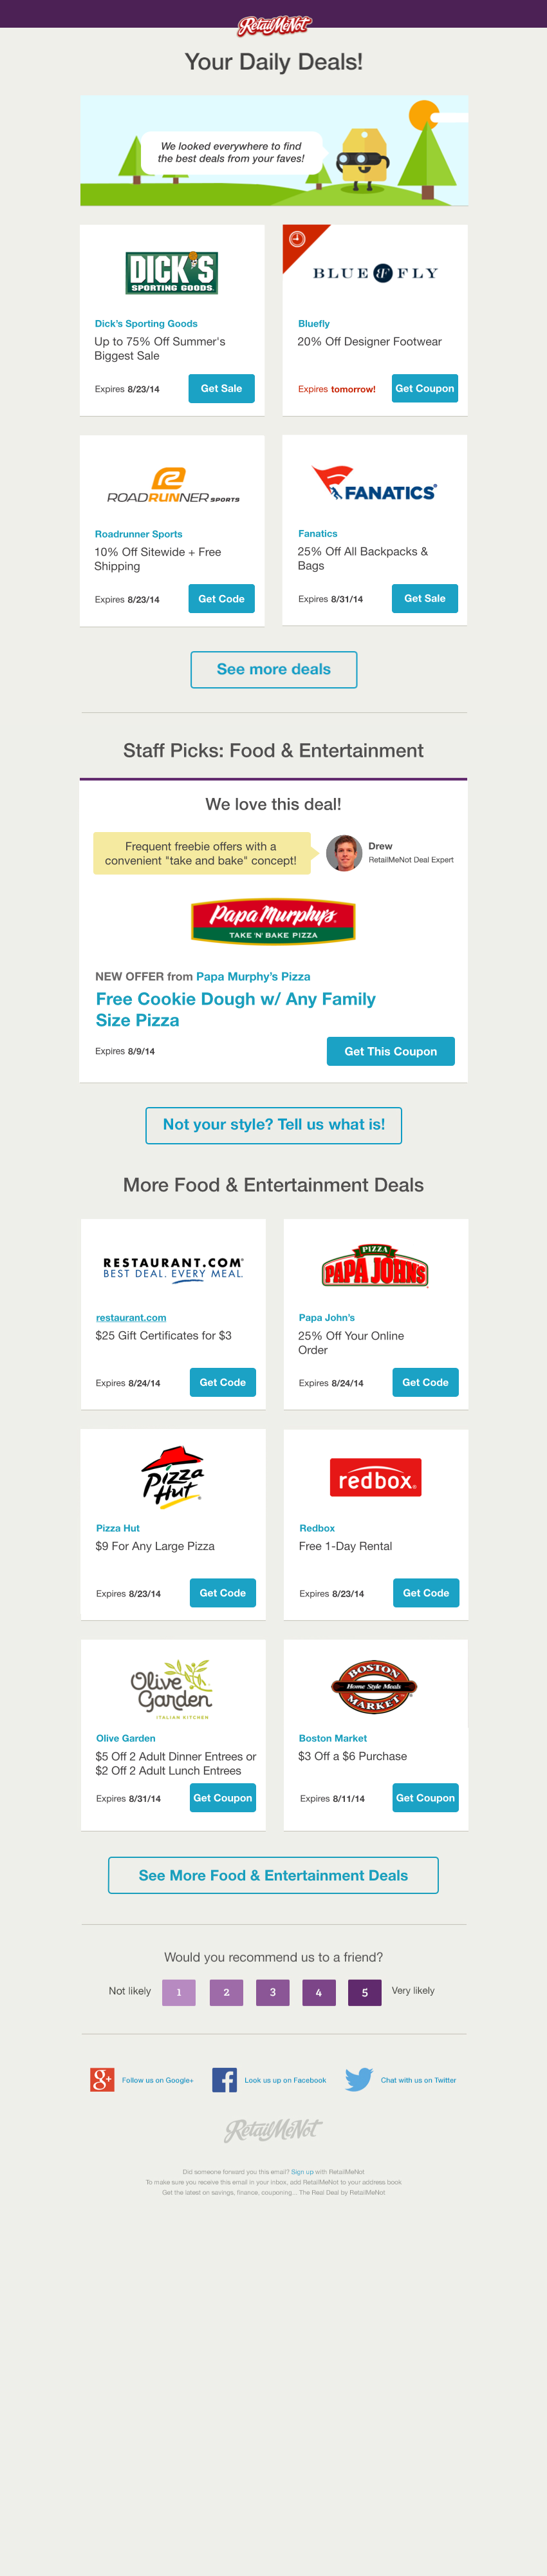 RetailMeNot
Your Daily Deals!
We looked everywhere to find
the best deals from your faves!
DICK'S
SPORTING GOODS
Dick's Sporting Goods
Up to 75% Off Summer's
Biggest Sale
Expires 8/23/14
Get Sale
BLUE BF FLY
Bluefly
20% Off Designer Footwear
Expires tomorrow!
Get Coupon
ROADRUNNER SPORTS
Roadrunner Sports
10% Off Sitewide + Free
Shipping
Expires 8/23/14
Get Code
FANATICS
Fanatics
25% Off All Backpacks &
Bags
Expires 8/31/14
Get Sale
See more deals
Staff Picks: Food & Entertainment
We love this deal!
Frequent freebie offers with a
convenient "take and bake" concept!
Drew
RetailMeNot Deal Expert
Papa Murphy's
TAKE 'N' BAKE PIZZA
NEW OFFER from Papa Murphy's Pizza
Free Cookie Dough w/ Any Family
Size Pizza
Expires 8/9/14
Get This Coupon
Not your style? Tell us what is!
More Food & Entertainment Deals
RESTAURANT.COM®
BEST DEAL. EVERY MEAL.
restaurant.com
$25 Gift Certificates for $3
Expires 8/24/14
Get Code
PIZZA
PAPA JOHN'S
Papa John's
25% Off Your Online
Order
Expires 8/24/14
Get Code
Pizza
Hut
Pizza Hut
$9 For Any Large Pizza
Expires 8/23/14
Get Code
redbox.
Redbox
Free 1-Day Rental
Expires 8/23/14
Get Code
Olive
Garden
ITALIAN KITCHEN
Olive Garden
$5 Off 2 Adult Dinner Entrees or
$2 Off 2 Adult Lunch Entrees
Expires 8/31/14
Get Coupon
BOSTON
Home Style Meals
MARKET
Boston Market
$3 Off a $6 Purchase
Expires 8/11/14
Get Coupon
See More Food & Entertainment Deals
Would you recommend us to a friend?
Not likely 1 2 3 4 5 Very likely
g+ Follow us on Google+
f Look us up on Facebook
Chat with us on Twitter
RetailMeNot
Did someone forward you this email? Sign up with RetailMeNot
To make sure you receive this email in your inbox, add RetailMeNot to your address book
Get the latest on savings, finance, couponing... The Real Deal by RetailMeNot